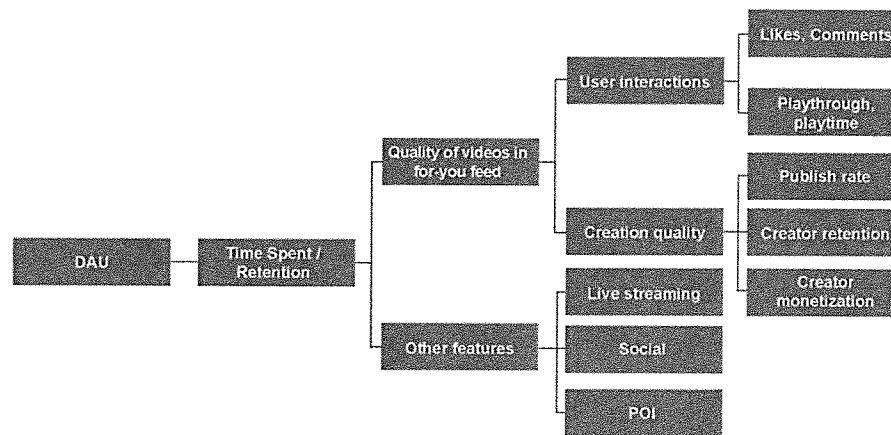 Likes, Comments
User Interactions
Playthrough,
playtime
Quality of videos in
for-you feed
Publish rate
Creation quality
Creator retention
DAU
Time Spent /
Retention
Creator
monetization
Live streaming
Other features
Social
POI